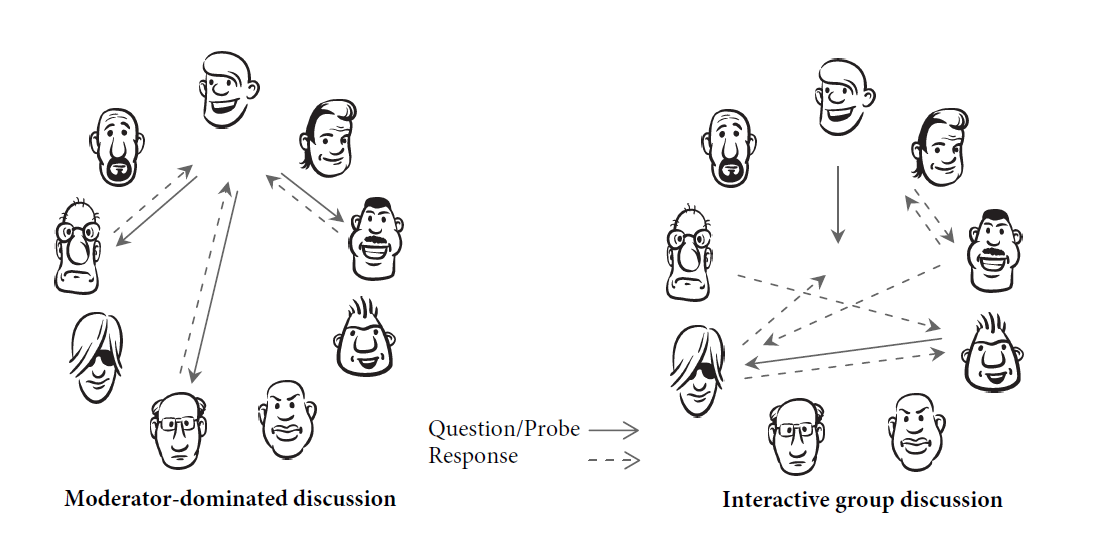 Question/Probe
Response
Moderator-dominated discussion
Interactive group discussion